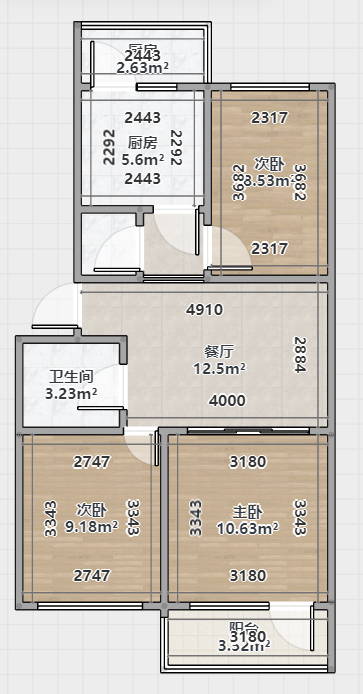 厨房
2443
2.63m²
2443
2317
2292
厨房
5.6m²
2292
2443
3682
次卧
8.53m²
3682
2317
4910
餐厅
12.5m²
2884
4000
卫生间
3.23m²
2747
3180
3343
次卧
9.18m²
3343
3343
主卧
10.63m²
3343
2747
3180
阳台
3180
3.52m²